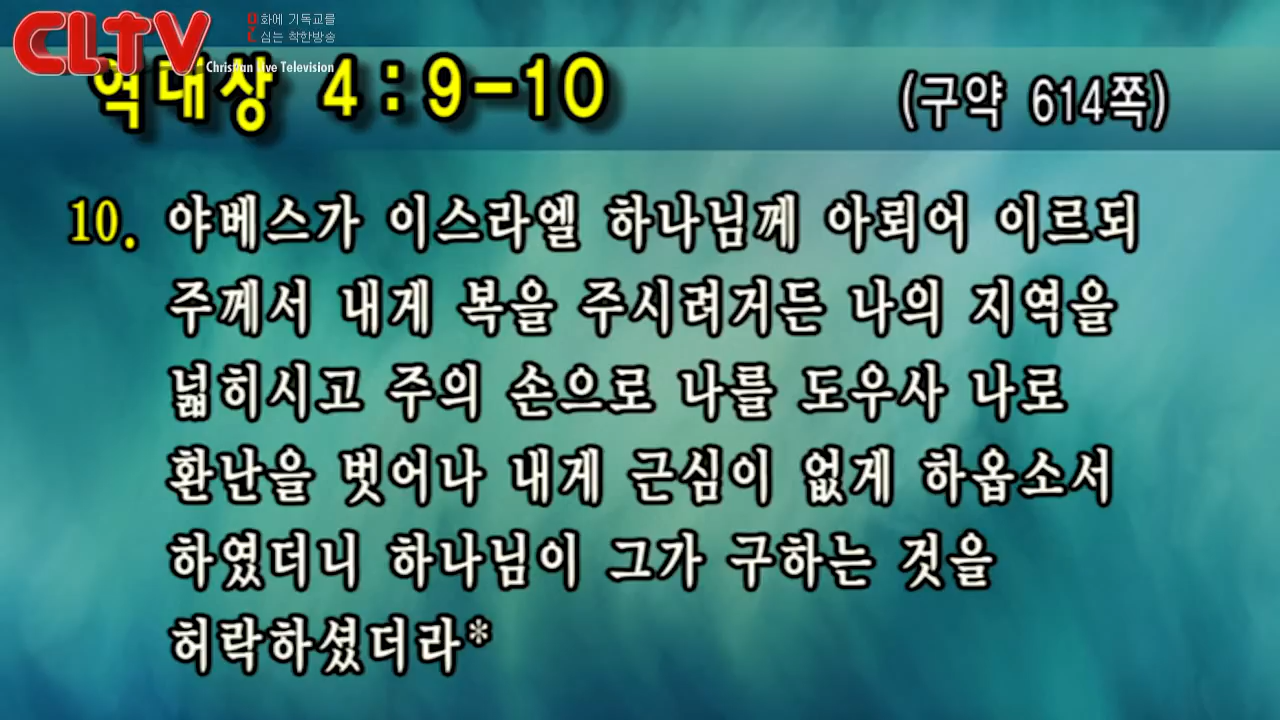 CLTV
문화에 기독교를
심는 착한방송
Christian Live Television
역대상 4:9-10
(구약 614쪽)
10. 야베스가 이스라엘 하나님께 아뢰어 이르되
주께서 내게 복을 주시려거든 나의 지역을
넓히시고 주의 손으로 나를 도우사 나로
환난을 벗어나 내게 근심이 없게 하옵소서
하였더니 하나님이 그가 구하는 것을
허락하셨더라*